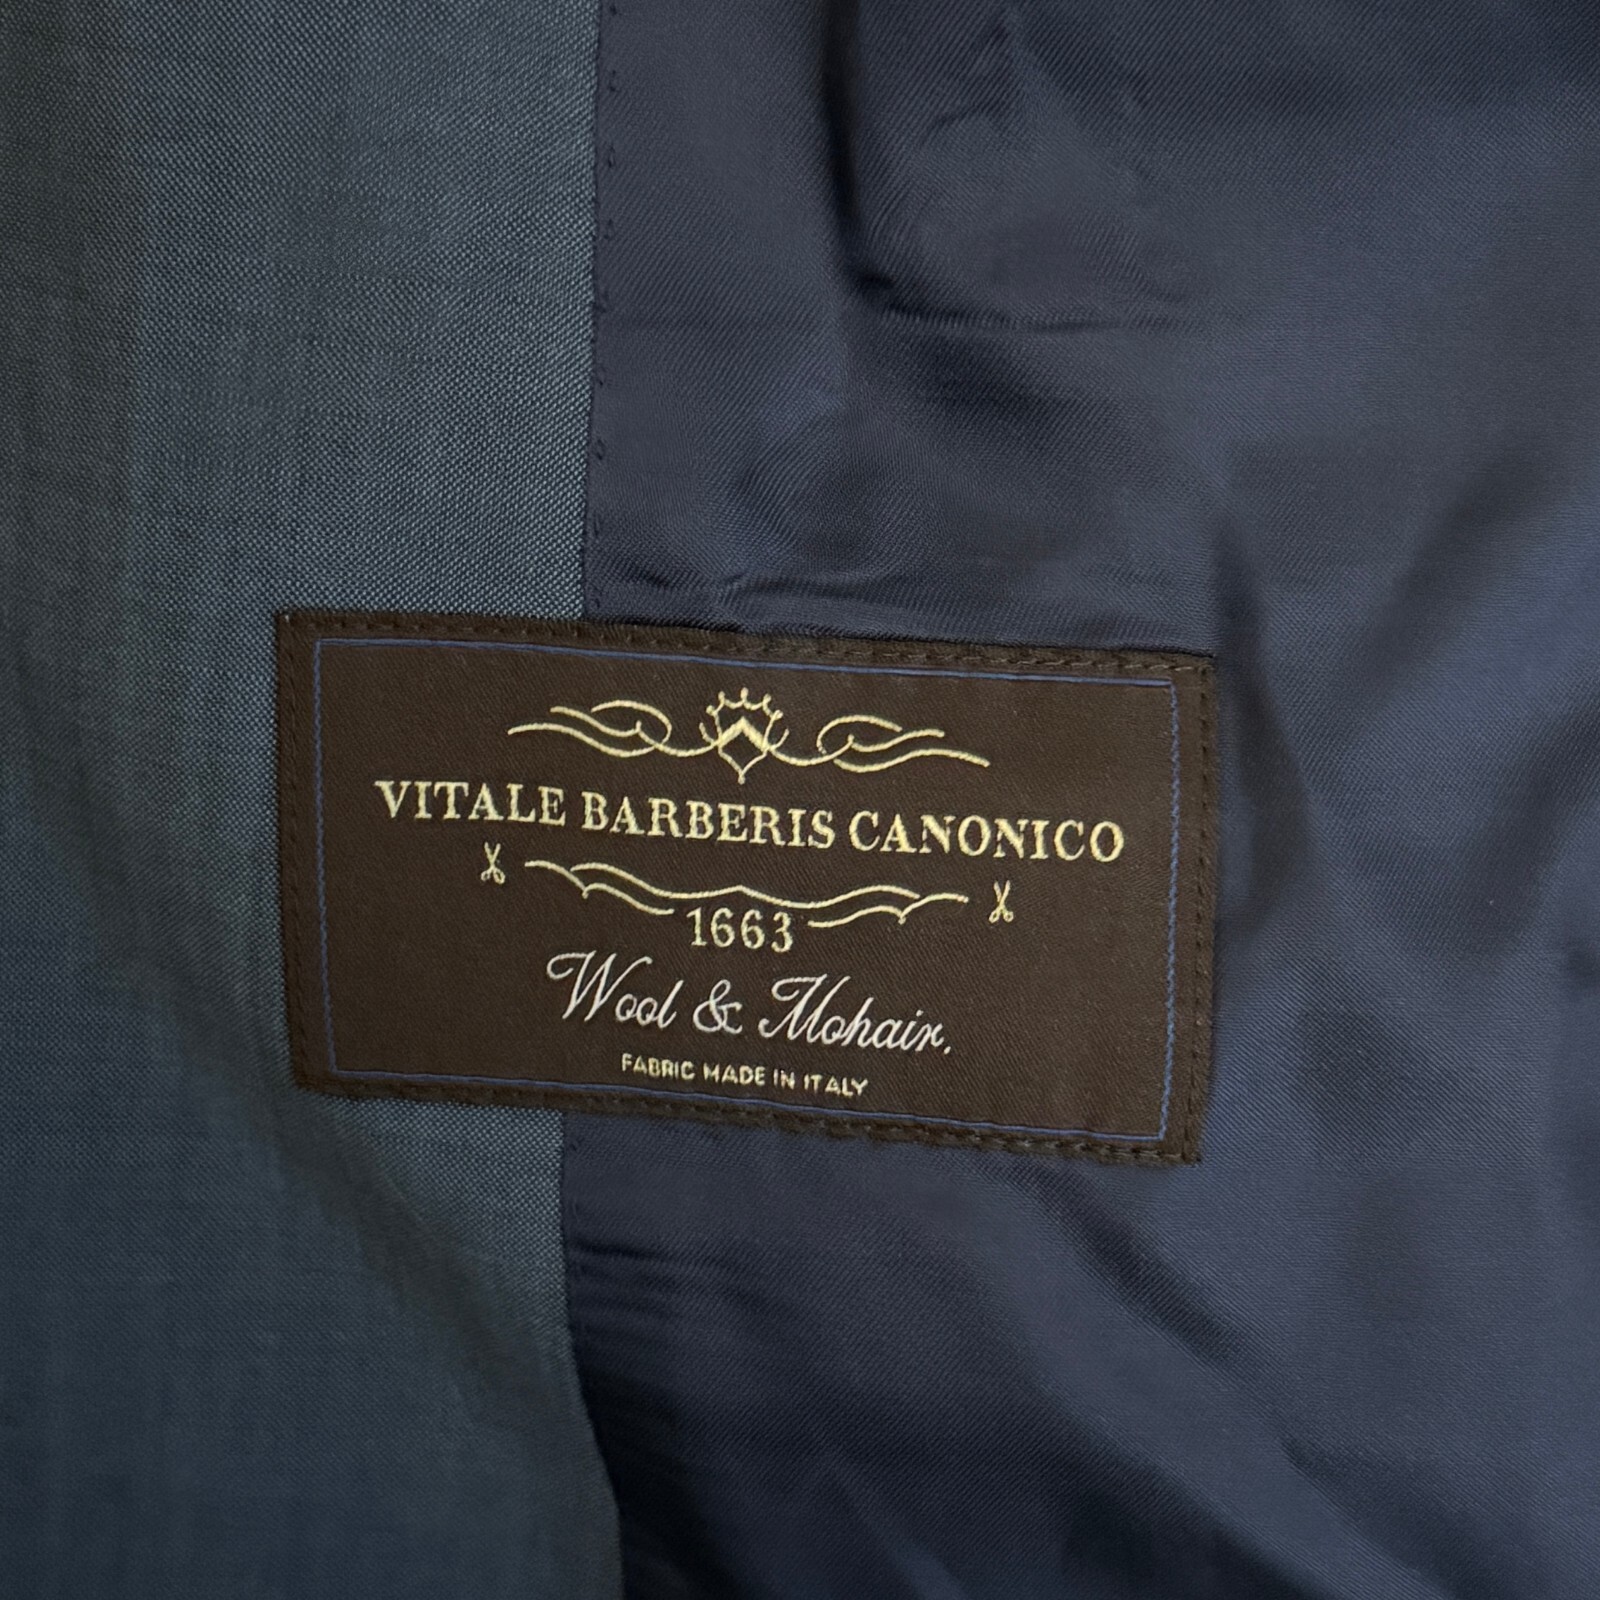 VITALE BARBERIS CANONICO
1663
Wool & Mohair.
FABRIC MADE IN ITALY